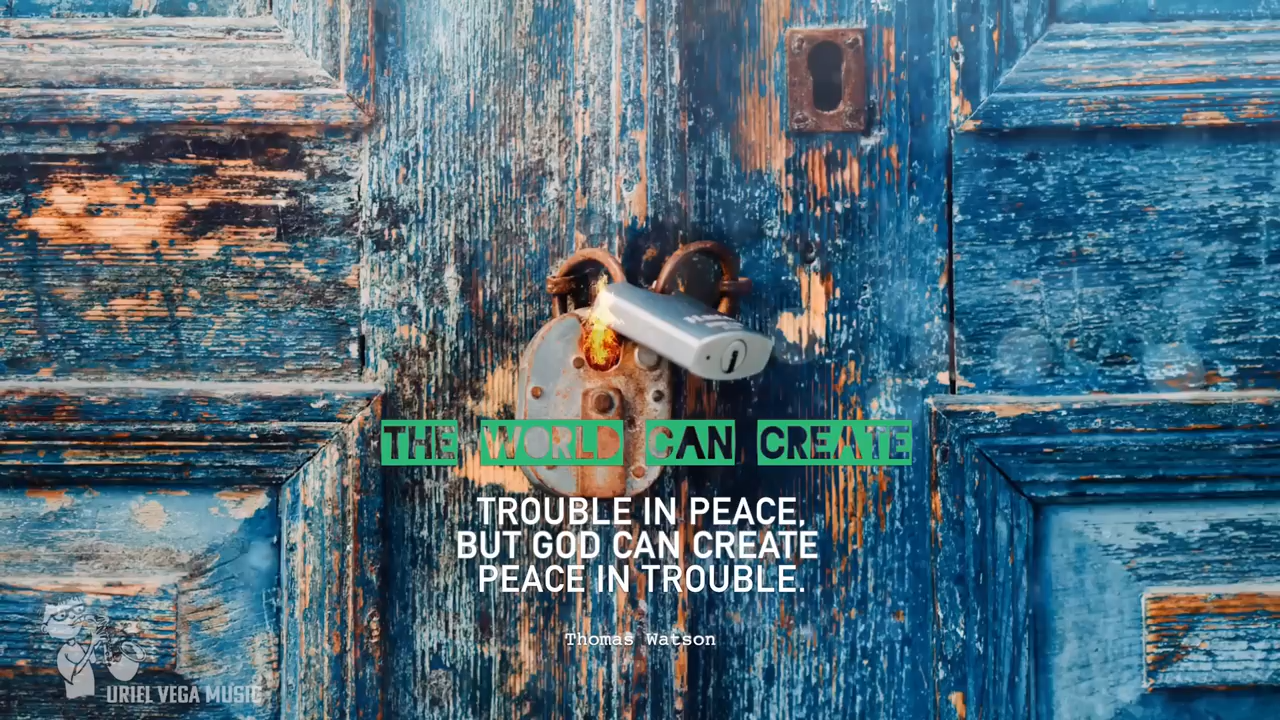 THE WORLD CAN CREATE
TROUBLE IN PEACE,
BUT GOD CAN CREATE
PEACE IN TROUBLE.
Thomas Watson
URIEL VEGA MUSIC